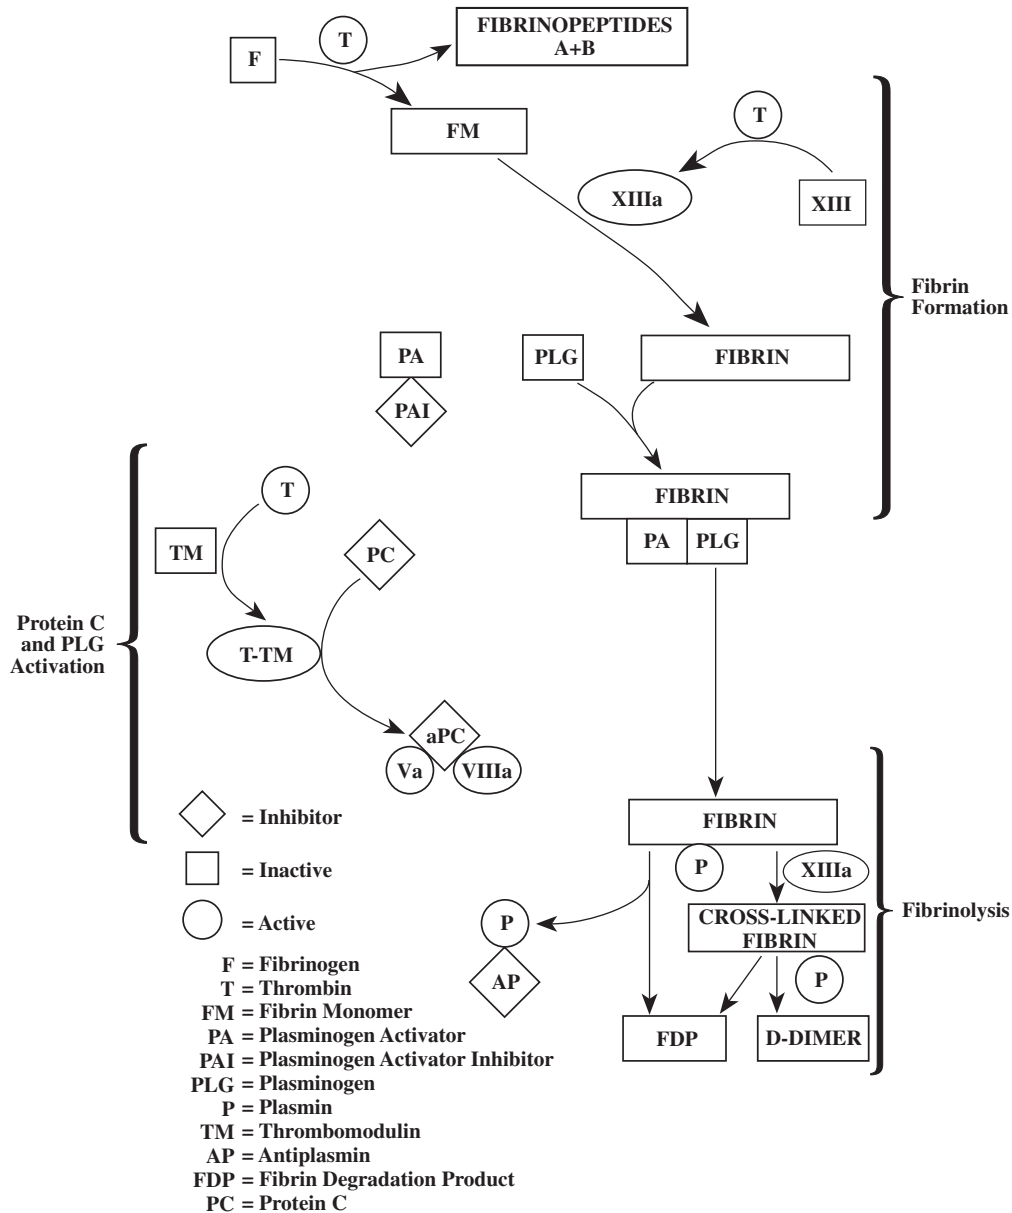 FIBRINOPEPTIDES
A+B
T
F
FM
T
XIIIa
XIII
Fibrin
Formation
PA
PAI
PLG
FIBRIN
FIBRIN
PA
PLG
T
TM
PC
T-TM
Protein C
and PLG
Activation
aPC
Va
VIIIa
FIBRIN
P
XIIIa
CROSS-LINKED
FIBRIN
P
AP
P
FDP
D-DIMER
Fibrinolysis
= Inhibitor
= Inactive
= Active
F = Fibrinogen
T = Thrombin
FM = Fibrin Monomer
PA = Plasminogen Activator
PAI = Plasminogen Activator Inhibitor
PLG = Plasminogen
P = Plasmin
TM = Thrombomodulin
AP = Antiplasmin
FDP = Fibrin Degradation Product
PC = Protein C